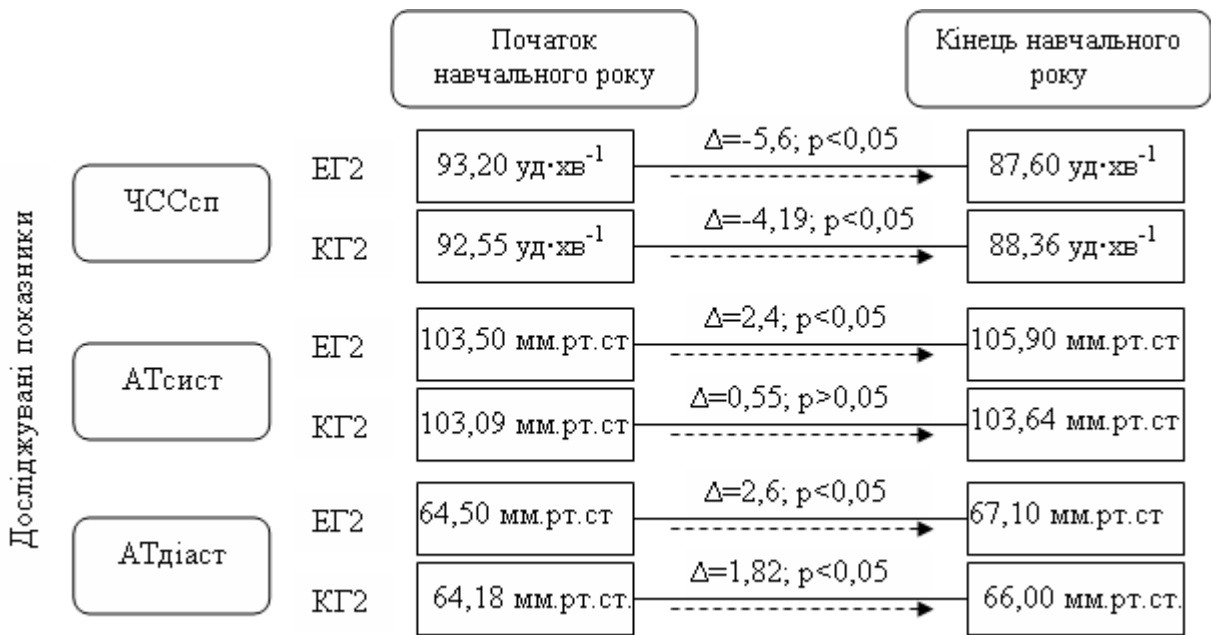 Початок
навчального року
Кінець навчального
року
Досліджувані показники
ЧССсп
ЕГ2
93,20 уд·хв⁻¹
Δ=-5,6; p<0,05
87,60 уд·хв⁻¹
КГ2
92,55 уд·хв⁻¹
Δ=-4,19; p<0,05
88,36 уд·хв⁻¹
АТсист
ЕГ2
103,50 мм.рт.ст
Δ=2,4; p<0,05
105,90 мм.рт.ст
КГ2
103,09 мм.рт.ст
Δ=0,55; p>0,05
103,64 мм.рт.ст
АТдіаст
ЕГ2
64,50 мм.рт.ст
Δ=2,6; p<0,05
67,10 мм.рт.ст
КГ2
64,18 мм.рт.ст.
Δ=1,82; p<0,05
66,00 мм.рт.ст.